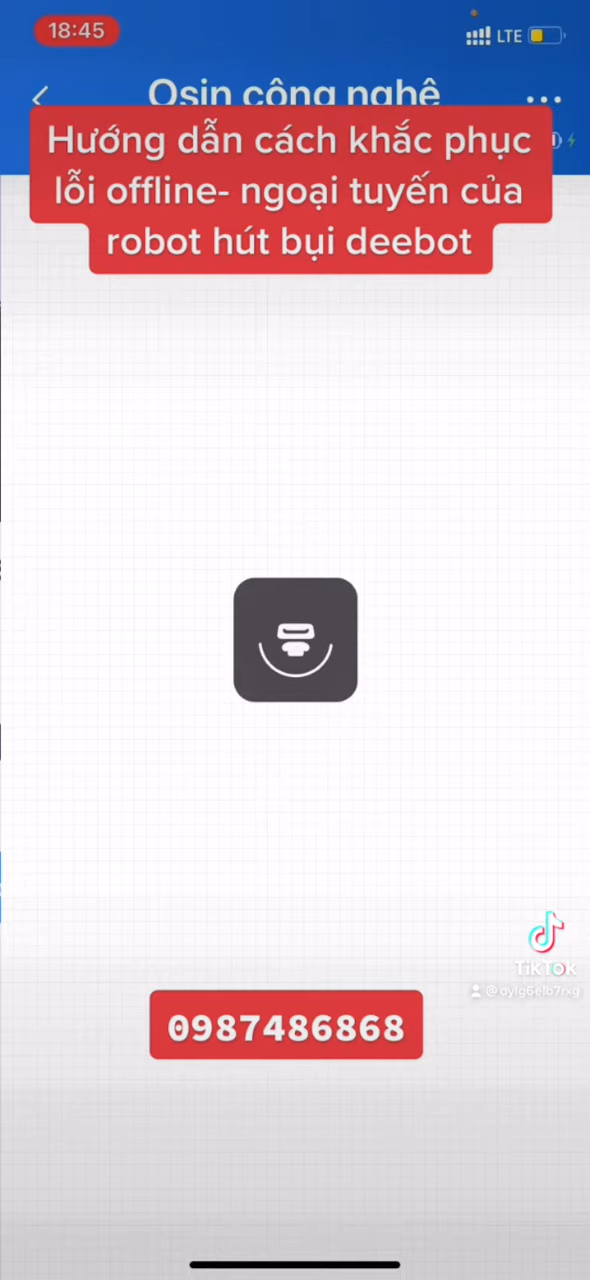 18:45
LTE
Osin công nghệ
Hướng dẫn cách khắc phục
lỗi offline- ngoại tuyến của
robot hút bụi deebot
TikTok
0987486868